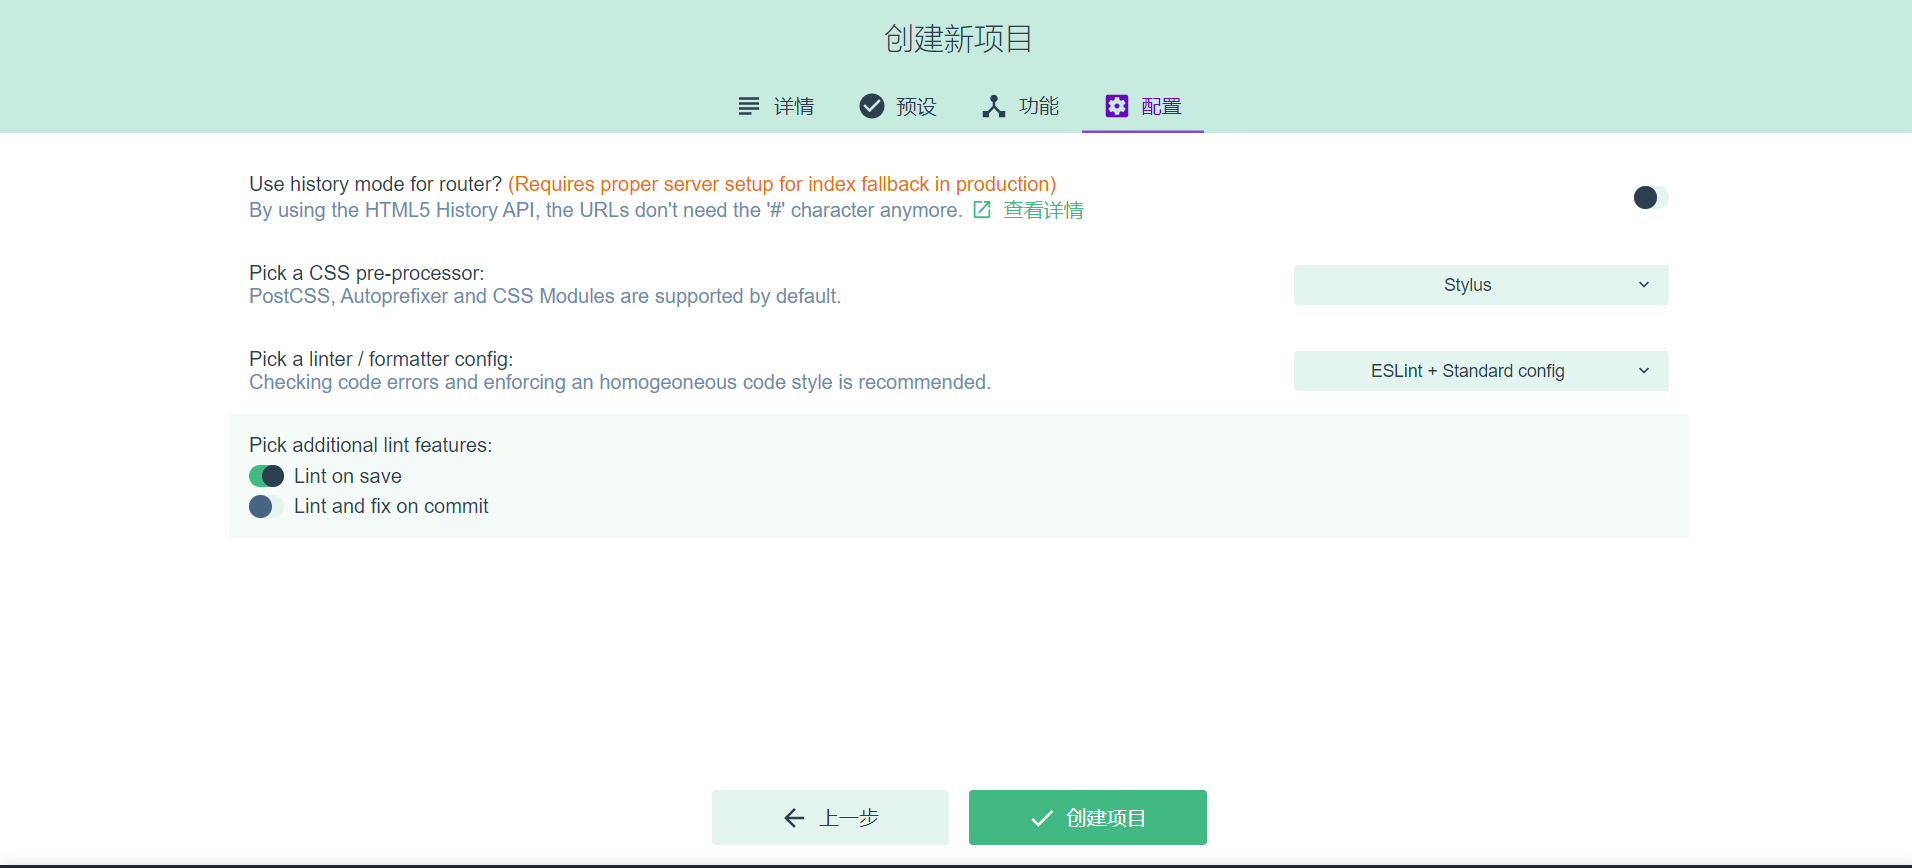 创建新项目
详情 预设 功能 配置
Use history mode for router? (Requires proper server setup for index fallback in production)
By using the HTML5 History API, the URLs don't need the '#' character anymore. 查看详情
Pick a CSS pre-processor:
PostCSS, Autoprefixer and CSS Modules are supported by default.
Stylus
Pick a linter / formatter config:
Checking code errors and enforcing an homogeoneous code style is recommended.
ESLint + Standard config
Pick additional lint features:
Lint on save
Lint and fix on commit
上一步 创建项目